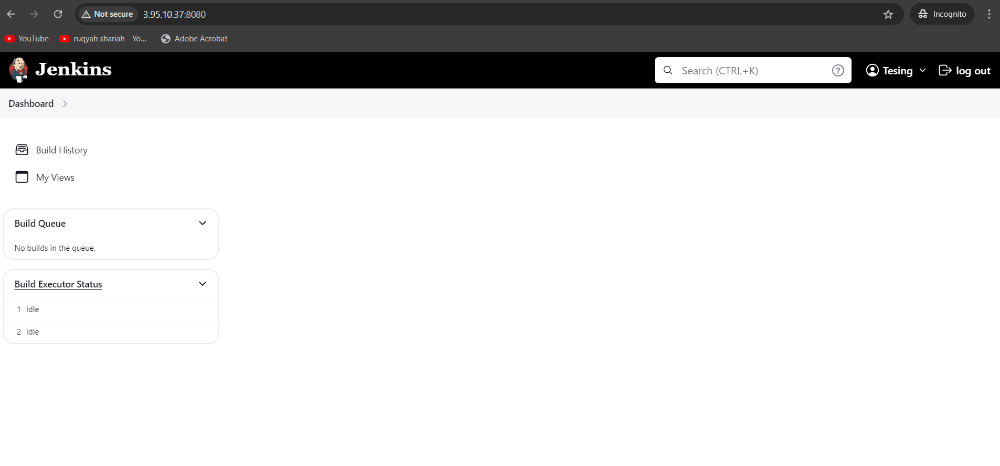 Not secure 3.95.10.37:8080 Incognito
YouTube ruqyah shariah - Yo... Adobe Acrobat
Jenkins Search (CTRL+K) ? Tesing log out
Dashboard
Build History
My Views
Build Queue
No builds in the queue.
Build Executor Status
1 Idle
2 Idle